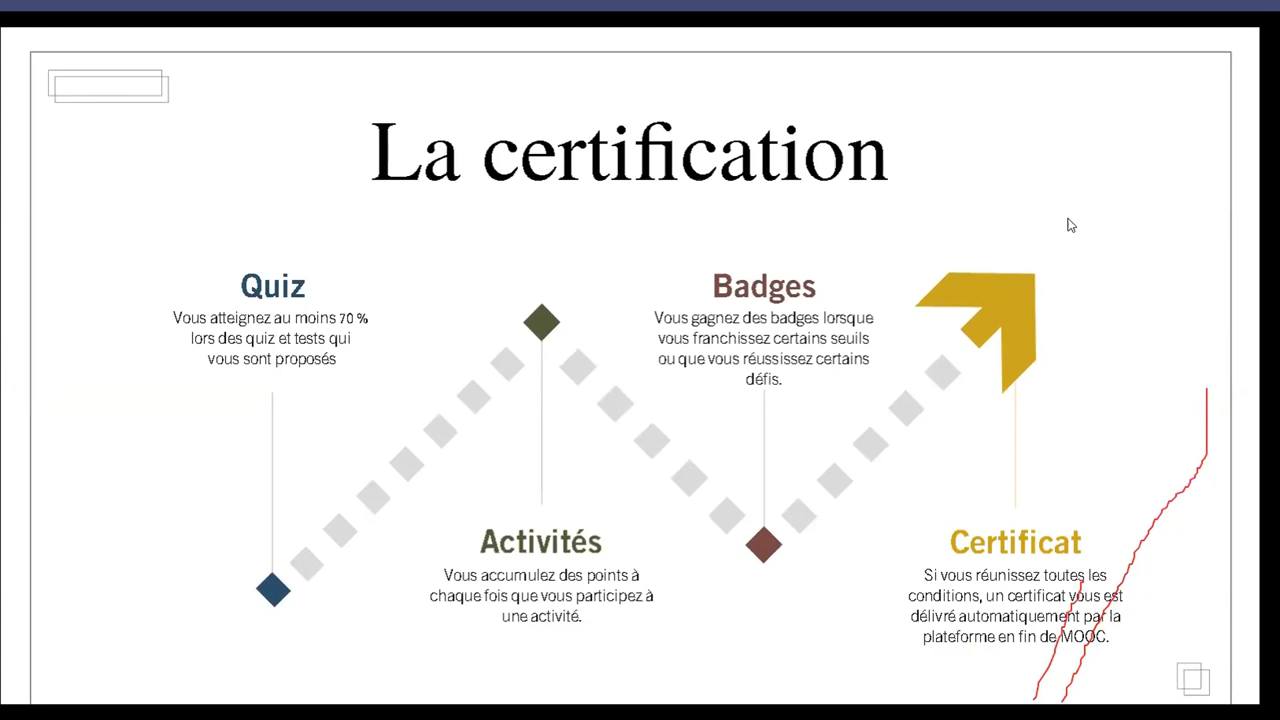 La certification
Quiz
Vous atteignez au moins 70 %
lors des quiz et tests qui
vous sont proposés
Activités
Vous accumulez des points à
chaque fois que vous participez à
une activité.
Badges
Vous gagnez des badges lorsque
vous franchissez certains seuils
ou que vous réussissez certains
défis.
Certificat
Si vous réunissez toutes les
conditions, un certificat vous est
délivré automatiquement par la
plateforme en fin de MOOC.